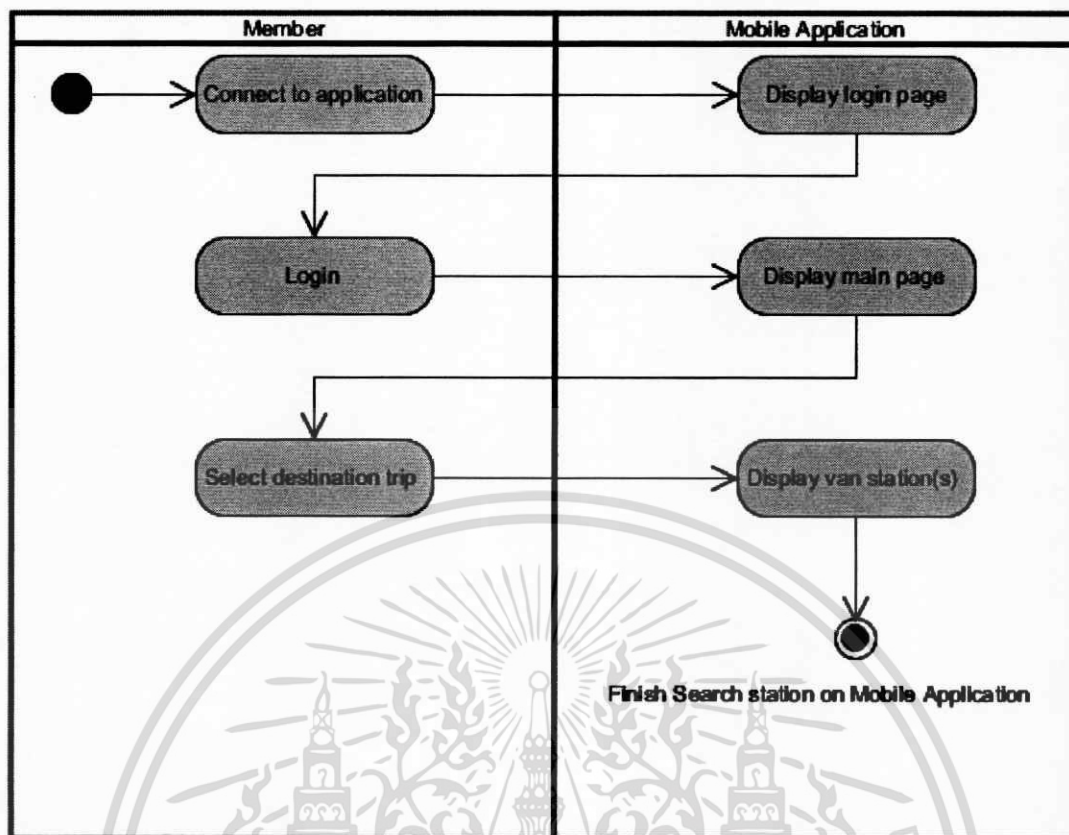 Member
Mobile Application
Connect to application
Display login page
Login
Display main page
Select destination trip
Display van station(s)
Finish Search station on Mobile Application